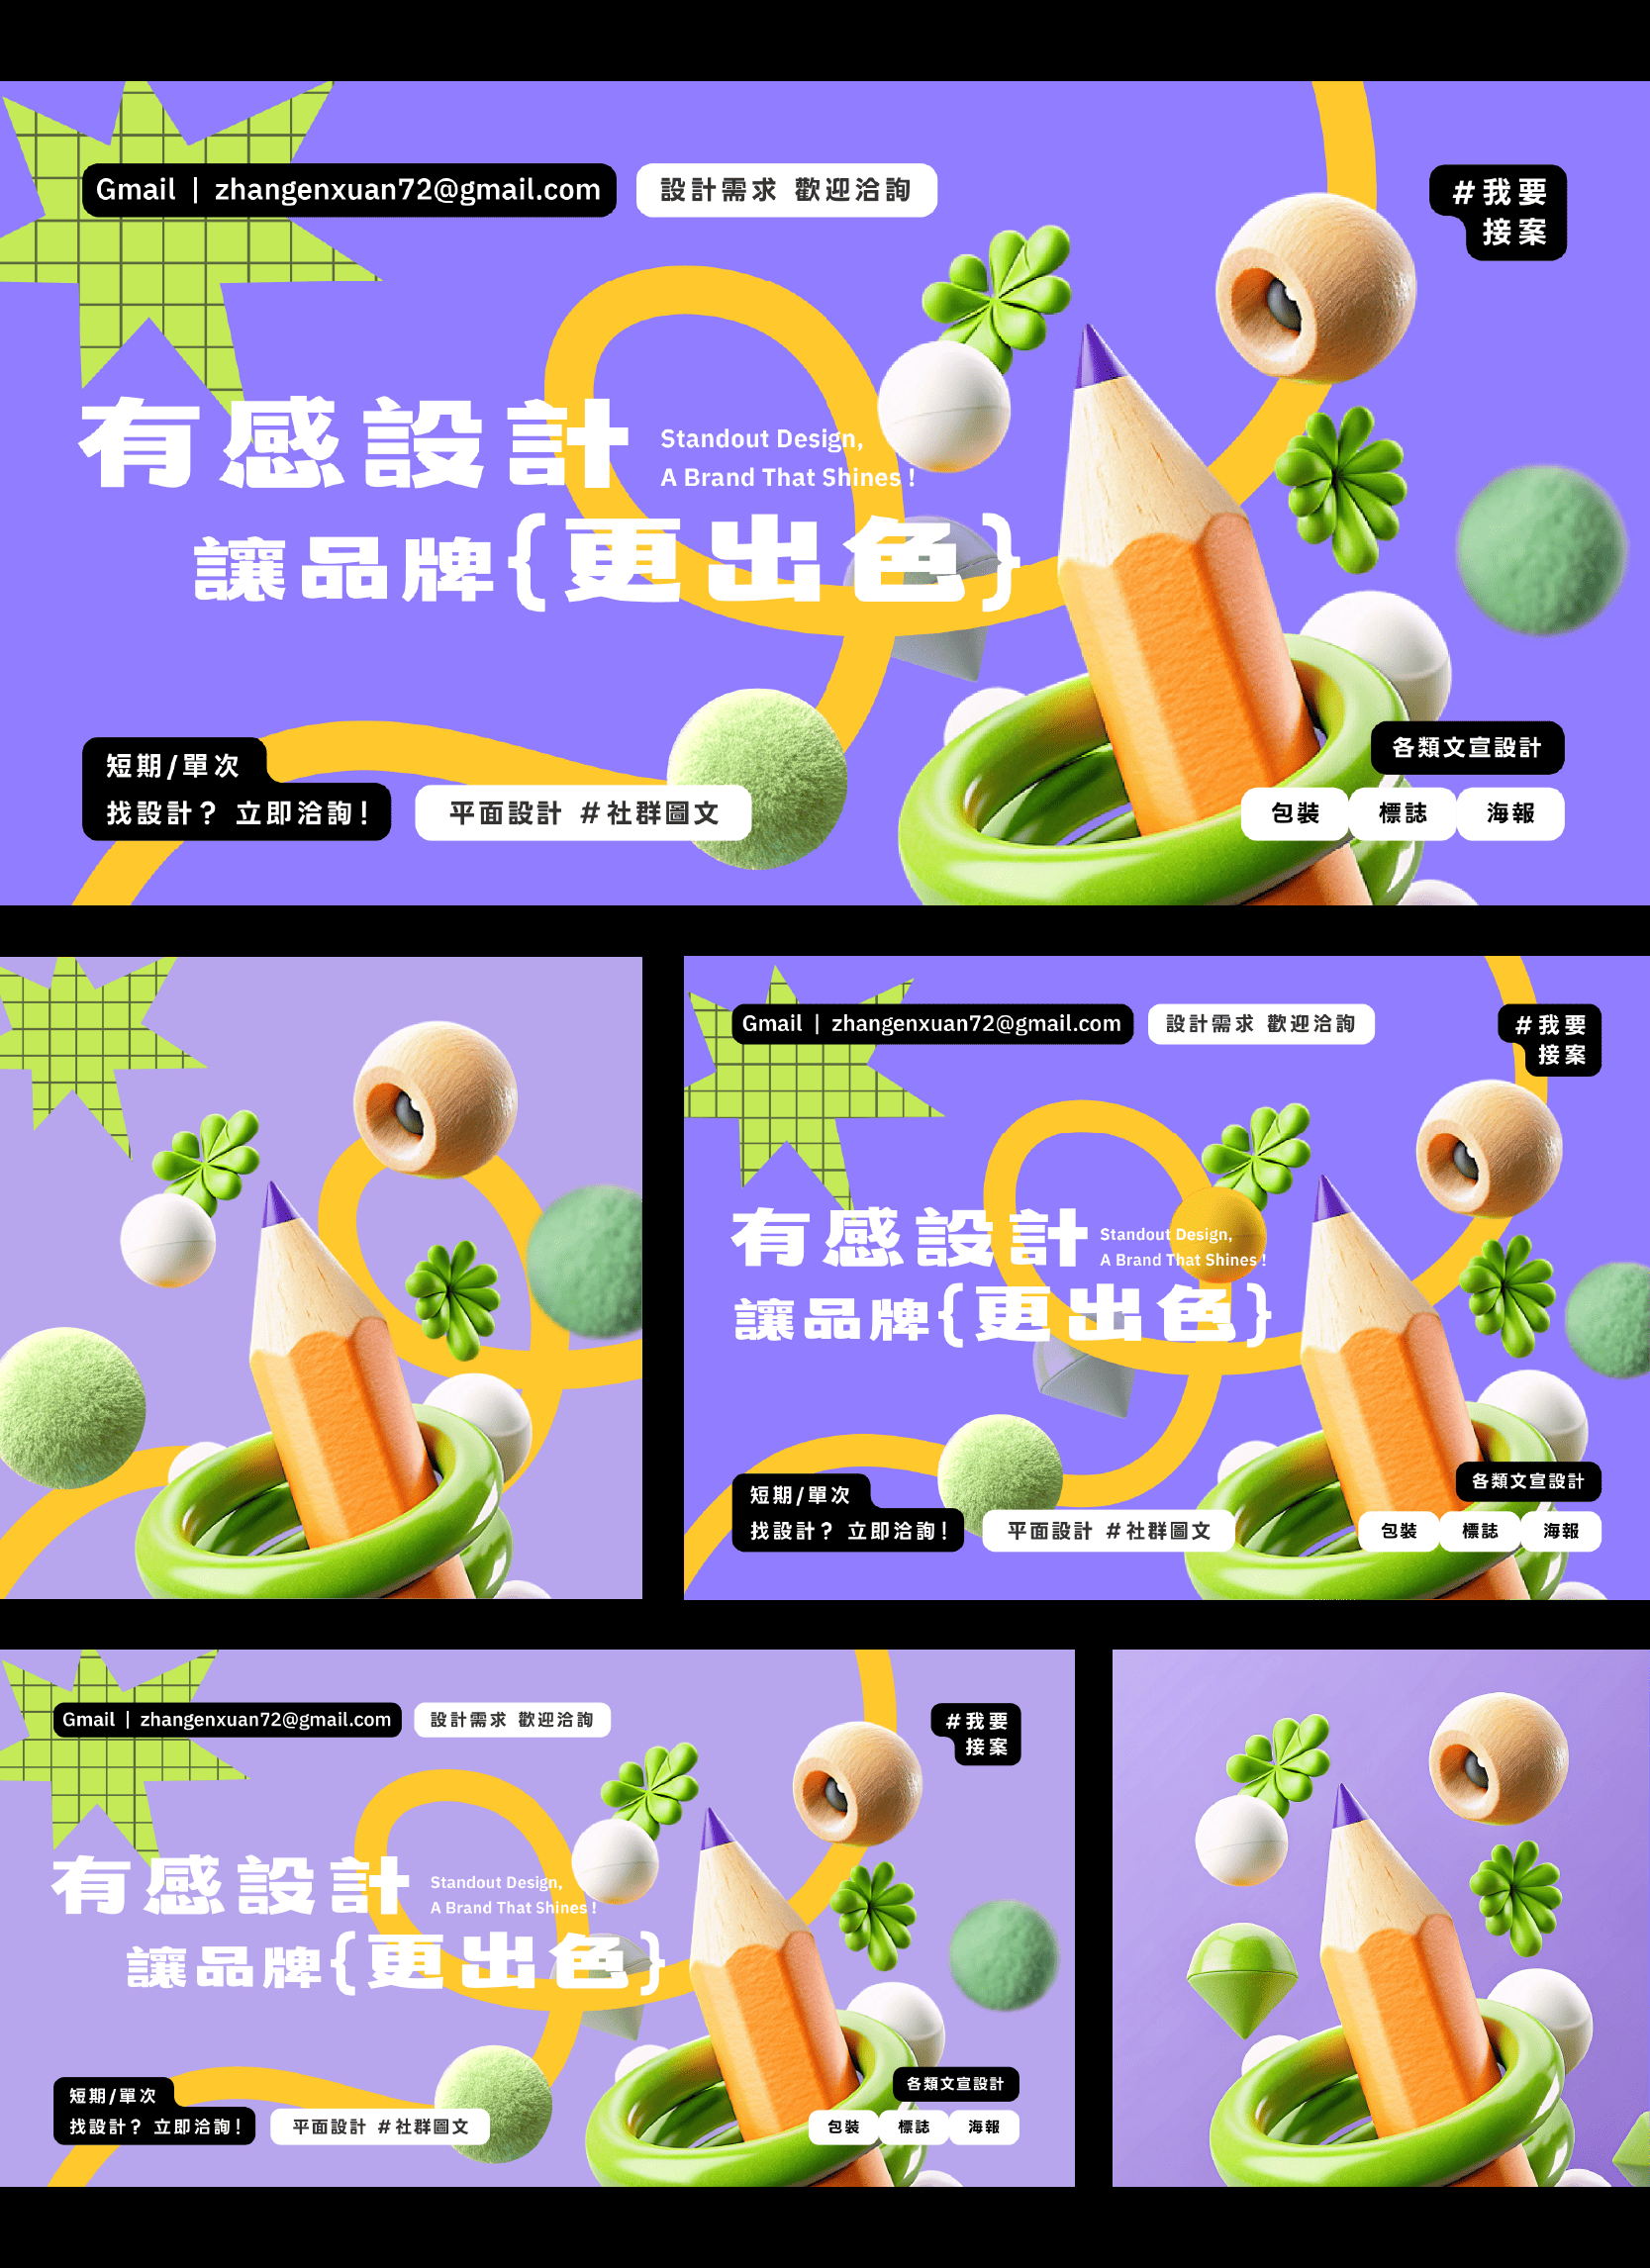 Gmail | zhangenxuan72@gmail.com
設計需求 歡迎洽詢
#我要
接案
有感設計
Standout Design,
A Brand That Shines !
讓品牌{更出色}
短期/單次
找設計? 立即洽詢!
平面設計 #社群圖文
各類文宣設計
包裝 標誌 海報
Gmail | zhangenxuan72@gmail.com
設計需求 歡迎洽詢
#我要
接案
有感設計
Standout Design,
A Brand That Shines !
讓品牌{更出色}
短期/單次
找設計? 立即洽詢!
平面設計 #社群圖文
各類文宣設計
包裝 標誌 海報
Gmail | zhangenxuan72@gmail.com
設計需求 歡迎洽詢
#我要
接案
有感設計
Standout Design,
A Brand That Shines !
讓品牌{更出色}
短期/單次
找設計? 立即洽詢!
平面設計 #社群圖文
各類文宣設計
包裝 標誌 海報